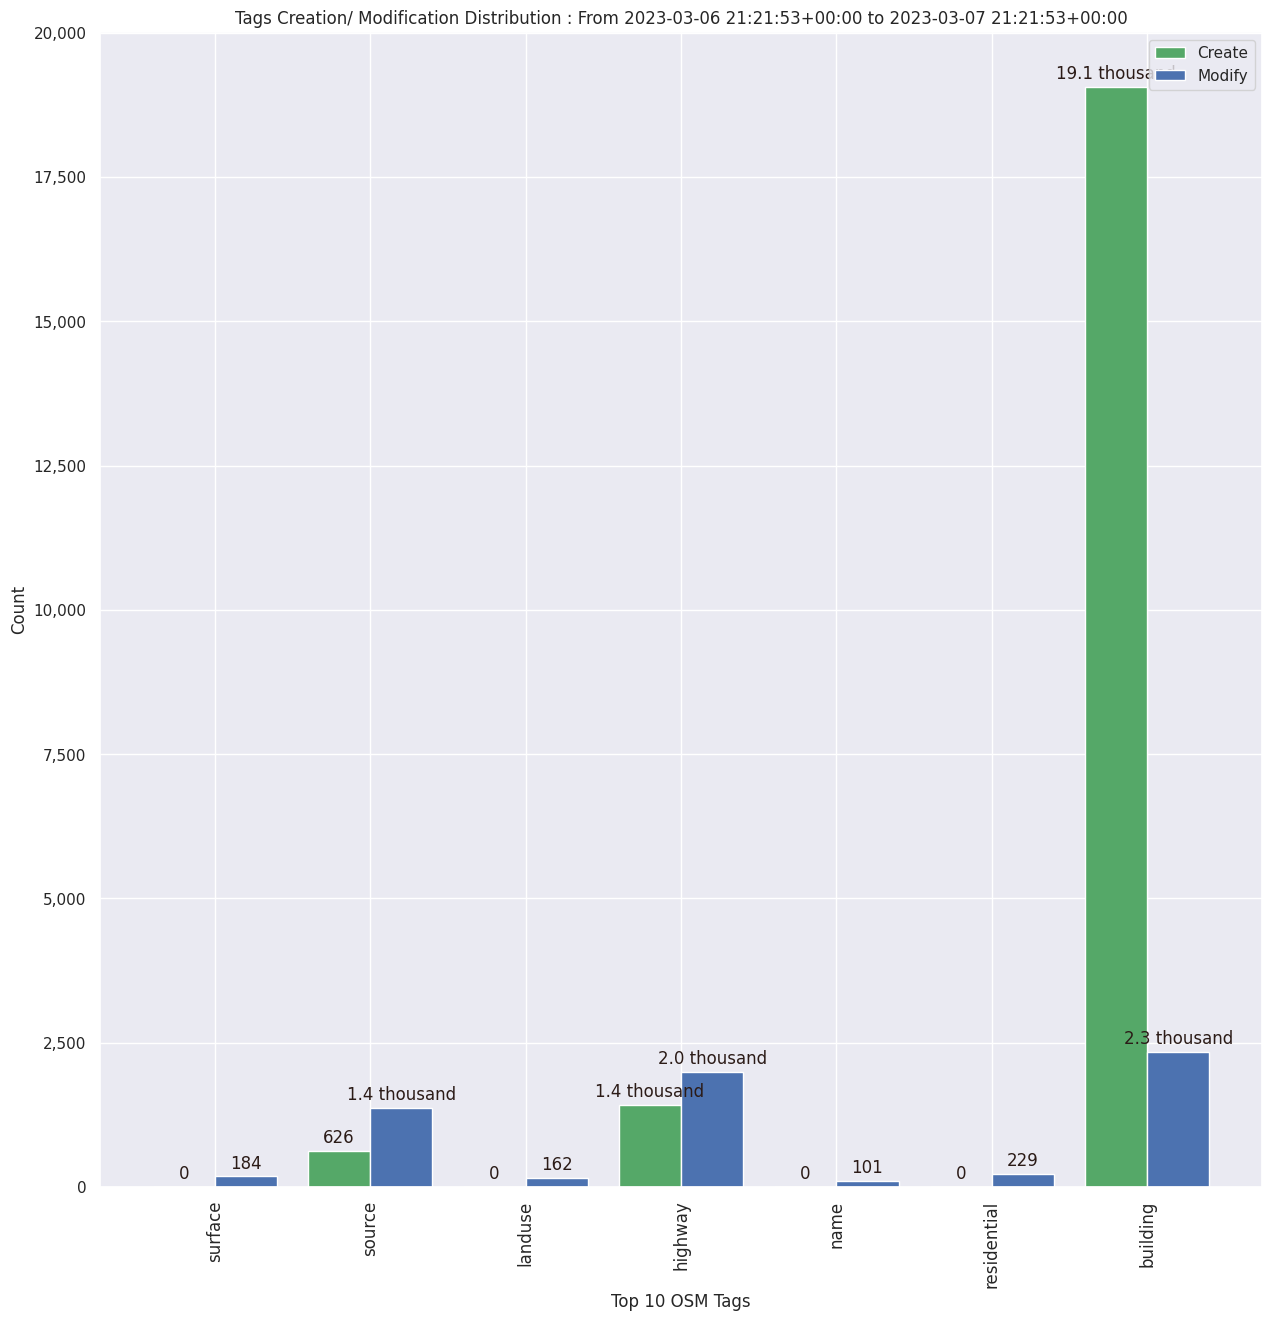 Tags Creation/ Modification Distribution : From 2023-03-06 21:21:53+00:00 to 2023-03-07 21:21:53+00:00
20,000
17,500
15,000
12,500
10,000
7,500
5,000
2,500
0
Count
Create
Modify
19.1 thousand
2.3 thousand
2.0 thousand
1.4 thousand
1.4 thousand
626
0
184
0
162
0
101
0
229
surface
source
landuse
highway
name
residential
building
Top 10 OSM Tags